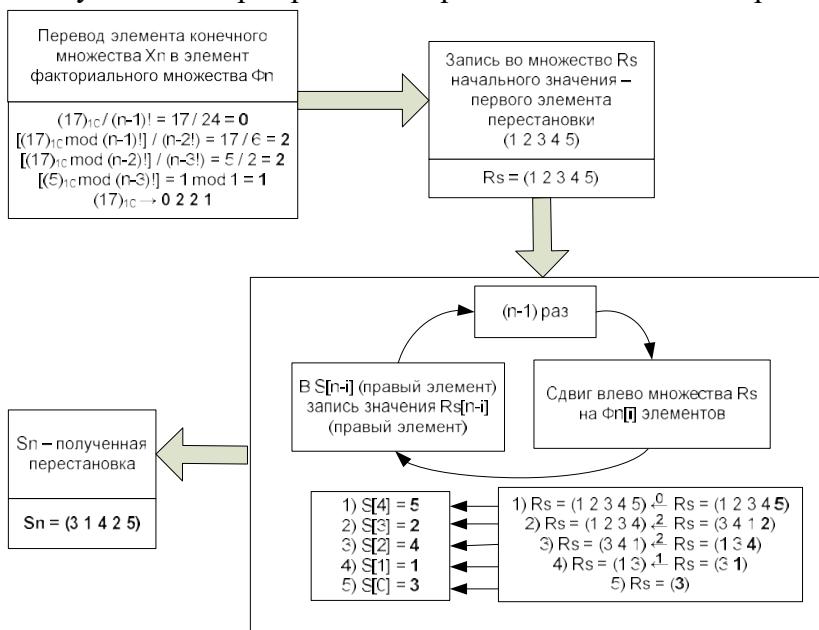 Перевод элемента конечного
множества Xn в элемент
факториального множества Фn
(17)₁₀ / (n-1)! = 17 / 24 = 0
[(17)₁₀ mod (n-1)!] / (n-2!) = 17 / 6 = 2
[(17)₁₀ mod (n-2)!] / (n-3!) = 5 / 2 = 2
[(5)₁₀ mod (n-3)!] = 1 mod 1 = 1
(17)₁₀ → 0 2 2 1
Запись во множество Rs
начального значения –
первого элемента
перестановки
(1 2 3 4 5)
Rs = (1 2 3 4 5)
(n-1) раз
Сдвиг влево множества Rs
на Фn[i] элементов
В S[n-i] (правый элемент)
запись значения Rs[n-i]
(правый элемент)
1) Rs = (1 2 3 4 5) ←0 Rs = (1 2 3 4 5)
2) Rs = (1 2 3 4) ←2 Rs = (3 4 1 2)
3) Rs = (3 4 1) ←2 Rs = (1 3 4)
4) Rs = (1 3) ←1 Rs = (3 1)
5) Rs = (3)
1) S[4] = 5
2) S[3] = 2
3) S[2] = 4
4) S[1] = 1
5) S[0] = 3
Sn – полученная
перестановка
Sn = (3 1 4 2 5)